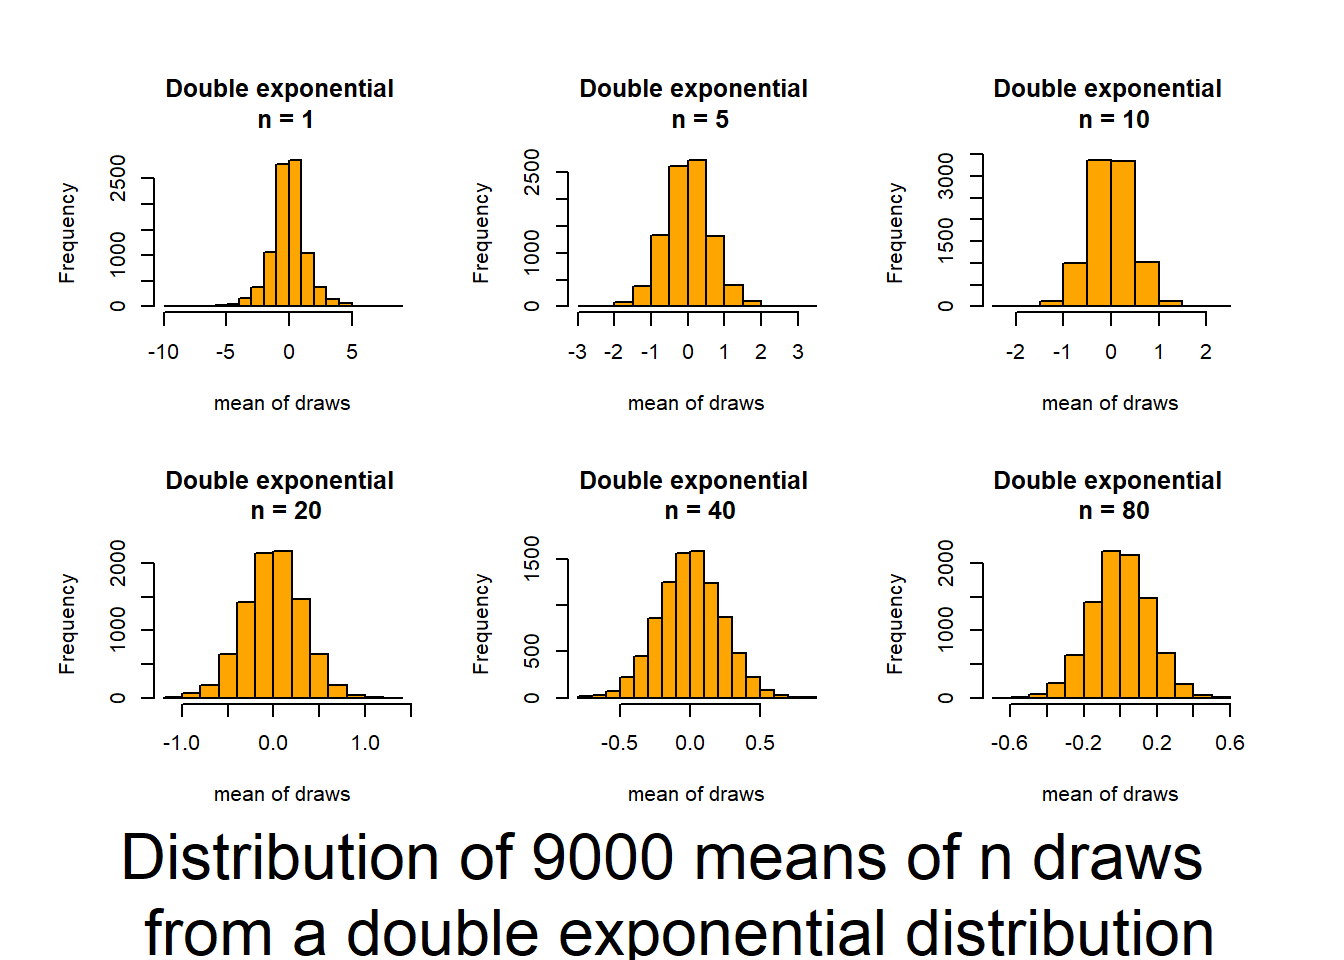 Double exponential
n = 1
Frequency
2500
1000
0
-10 -5 0 5
mean of draws
Double exponential
n = 5
Frequency
2500
1000
0
-3 -2 -1 0 1 2 3
mean of draws
Double exponential
n = 10
Frequency
3000
1500
0
-2 -1 0 1 2
mean of draws
Double exponential
n = 20
Frequency
2000
1000
0
-1.0 0.0 1.0
mean of draws
Double exponential
n = 40
Frequency
1500
500
0
-0.5 0.0 0.5
mean of draws
Double exponential
n = 80
Frequency
2000
1000
0
-0.6 -0.2 0.2 0.6
mean of draws
Distribution of 9000 means of n draws
from a double exponential distribution